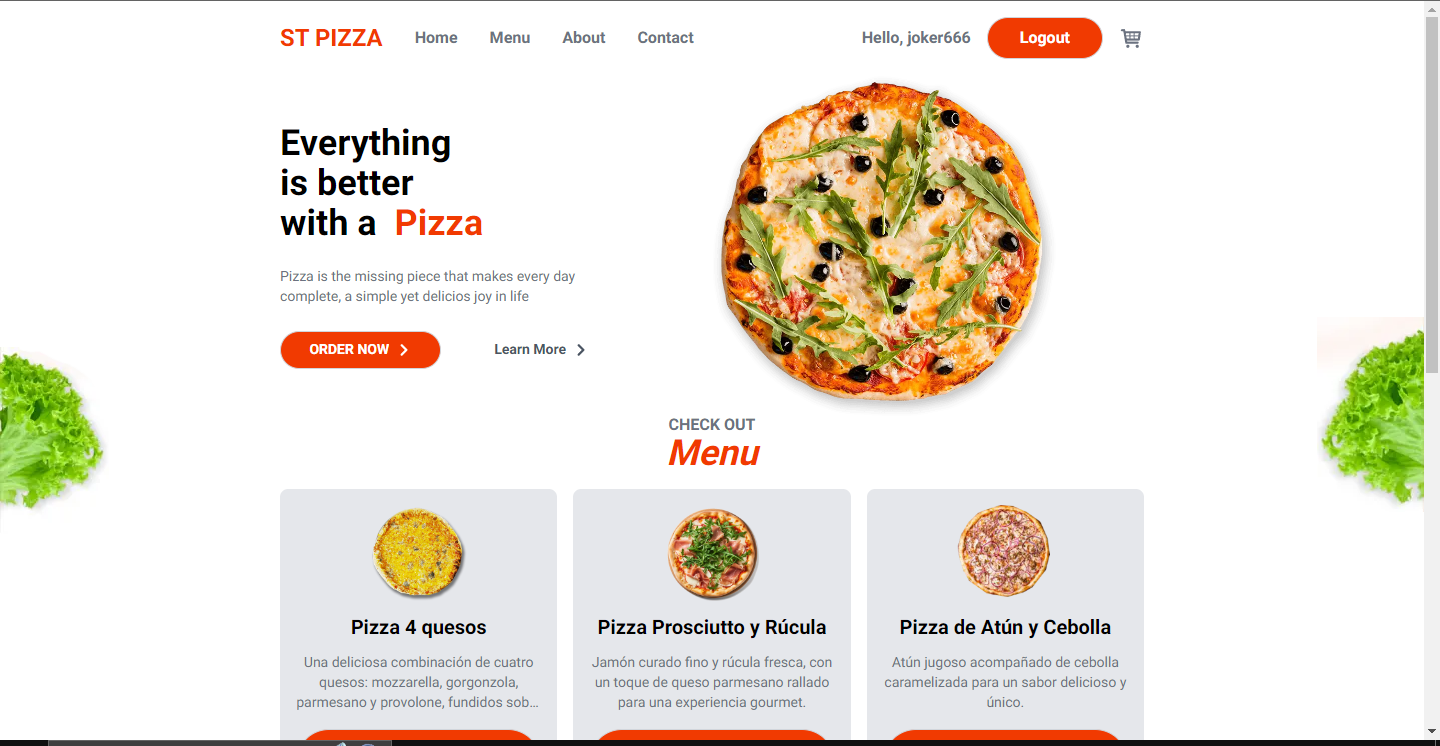 ST PIZZA
Home
Menu
About
Contact
Hello, joker666
Logout
Everything
is better
with a Pizza
Pizza is the missing piece that makes every day
complete, a simple yet delicios joy in life
ORDER NOW
Learn More
CHECK OUT
Menu
Pizza 4 quesos
Una deliciosa combinación de cuatro
quesos: mozzarella, gorgonzola,
parmesano y provolone, fundidos sob...
Pizza Prosciutto y Rúcula
Jamón curado fino y rúcula fresca, con
un toque de queso parmesano rallado
para una experiencia gourmet.
Pizza de Atún y Cebolla
Atún jugoso acompañado de cebolla
caramelizada para un sabor delicioso y
único.